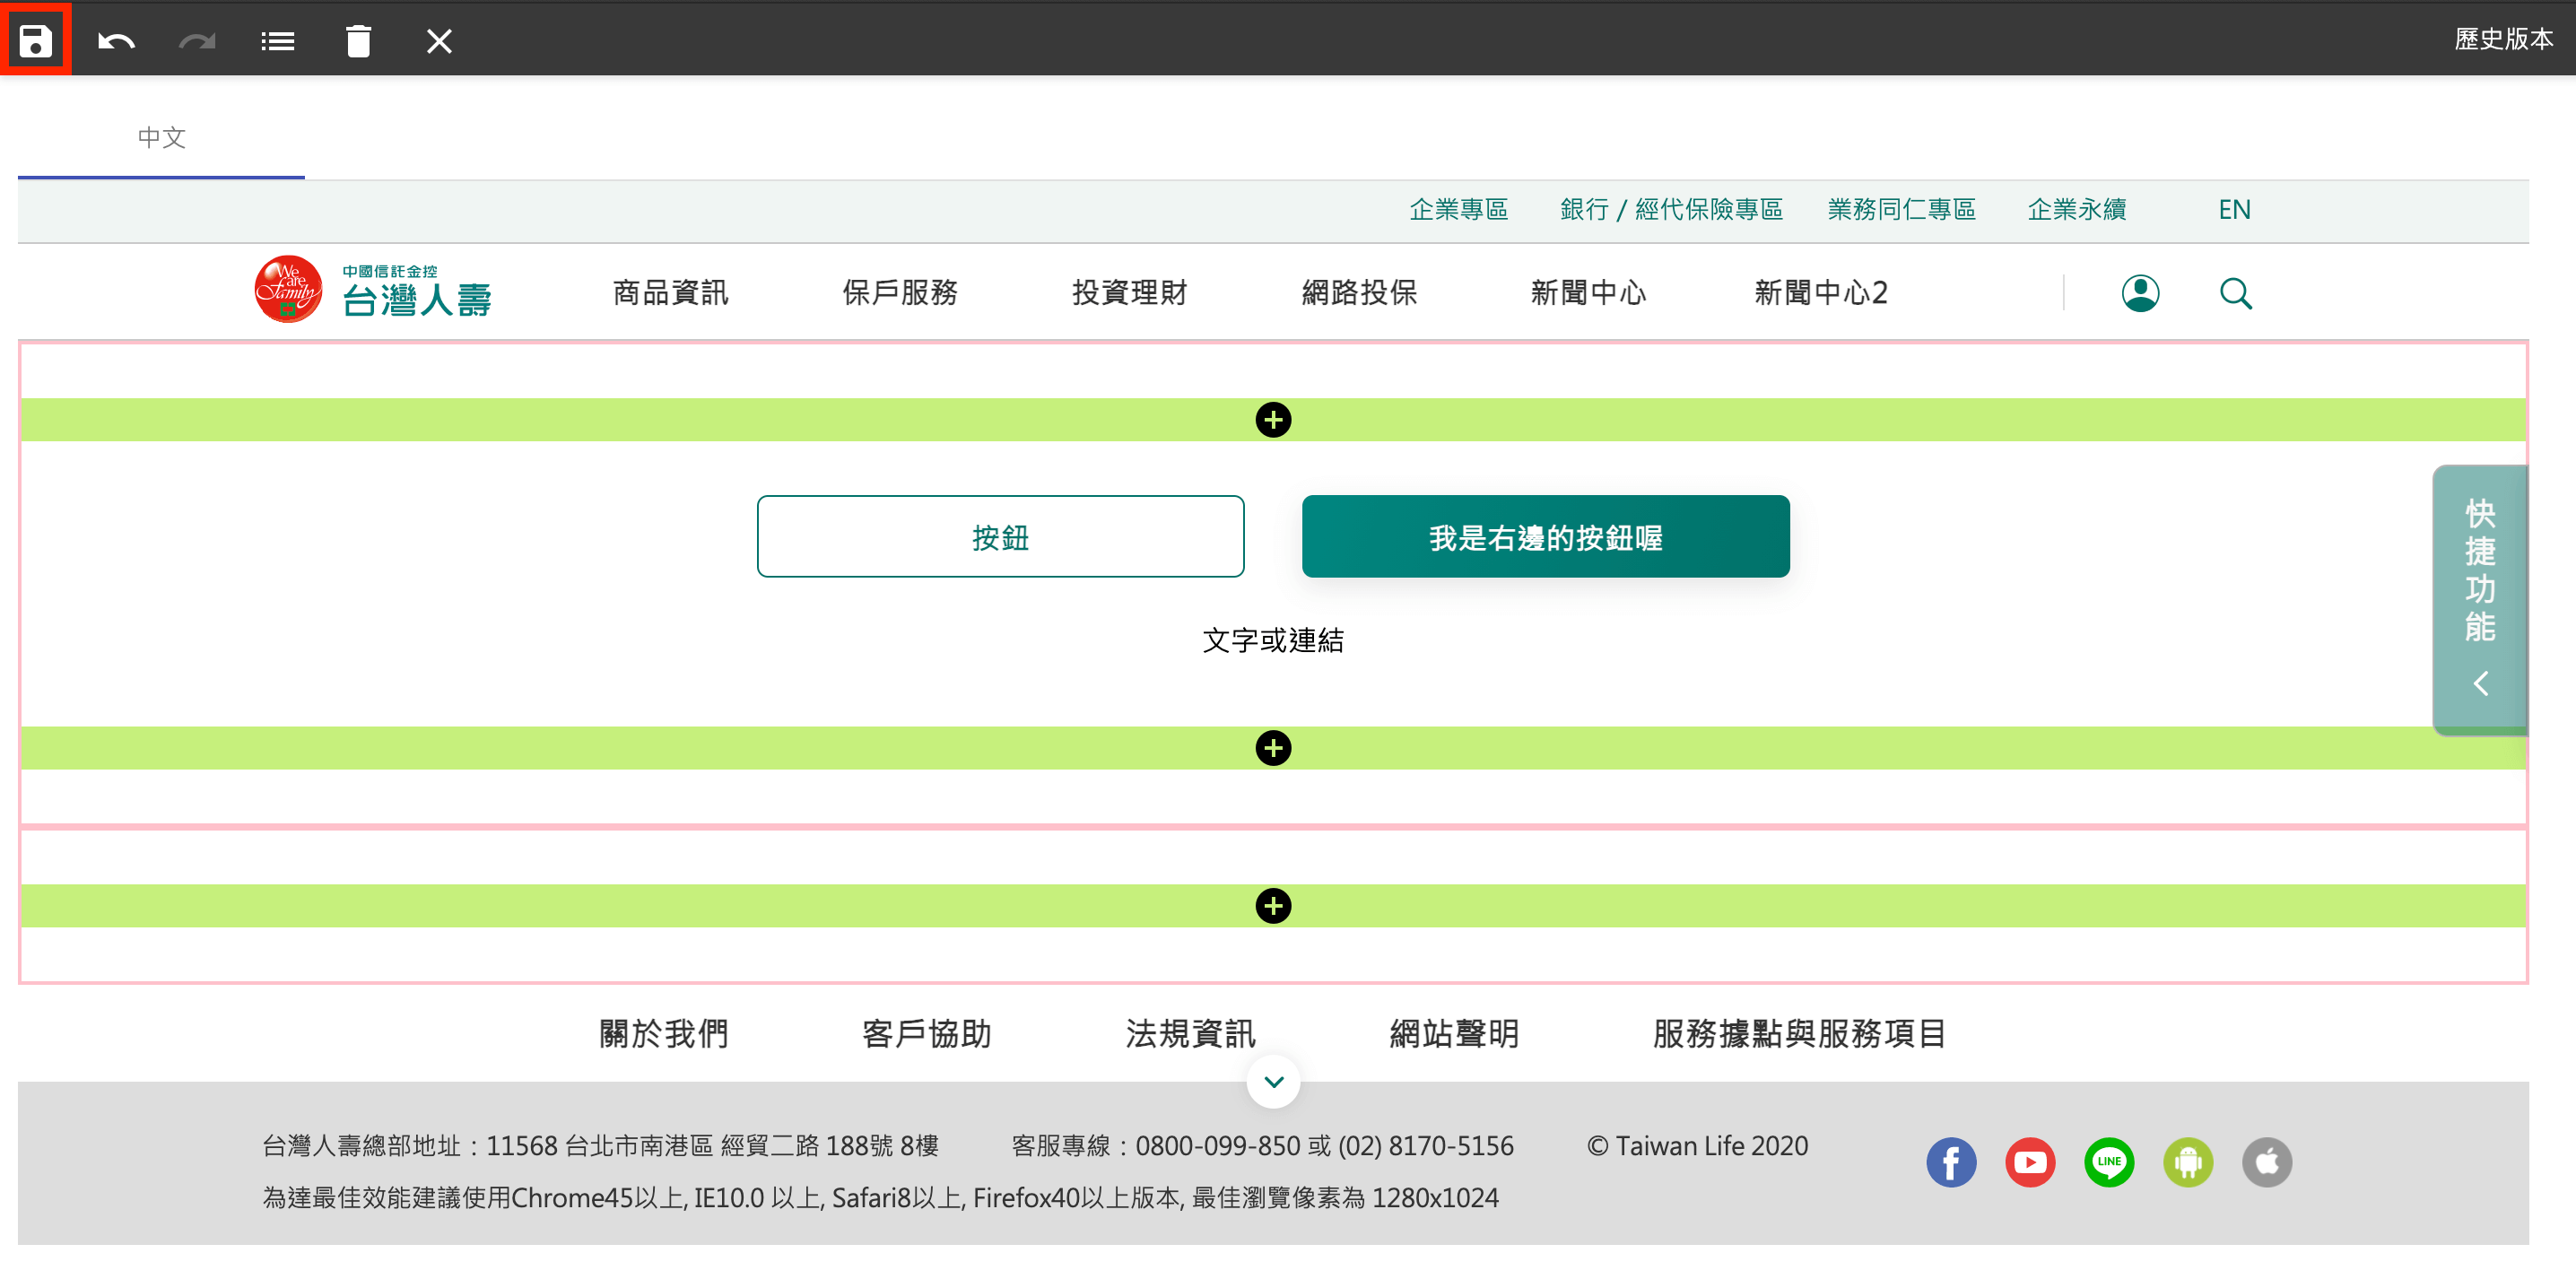 歷史版本
中文
企業專區 銀行 / 經代保險專區 業務同仁專區 企業永續 EN
We are Family 中國信託金控
台灣人壽 商品資訊 保戶服務 投資理財 網路投保 新聞中心 新聞中心2
按鈕 我是右邊的按鈕喔
快捷功能
文字或連結
關於我們 客戶協助 法規資訊 網站聲明 服務據點與服務項目
台灣人壽總部地址：11568 台北市南港區 經貿二路 188號 8樓 客服專線：0800-099-850 或 (02) 8170-5156 © Taiwan Life 2020
LINE
為達最佳效能建議使用Chrome45以上, IE10.0 以上, Safari8以上, Firefox40以上版本, 最佳瀏覽像素為 1280x1024